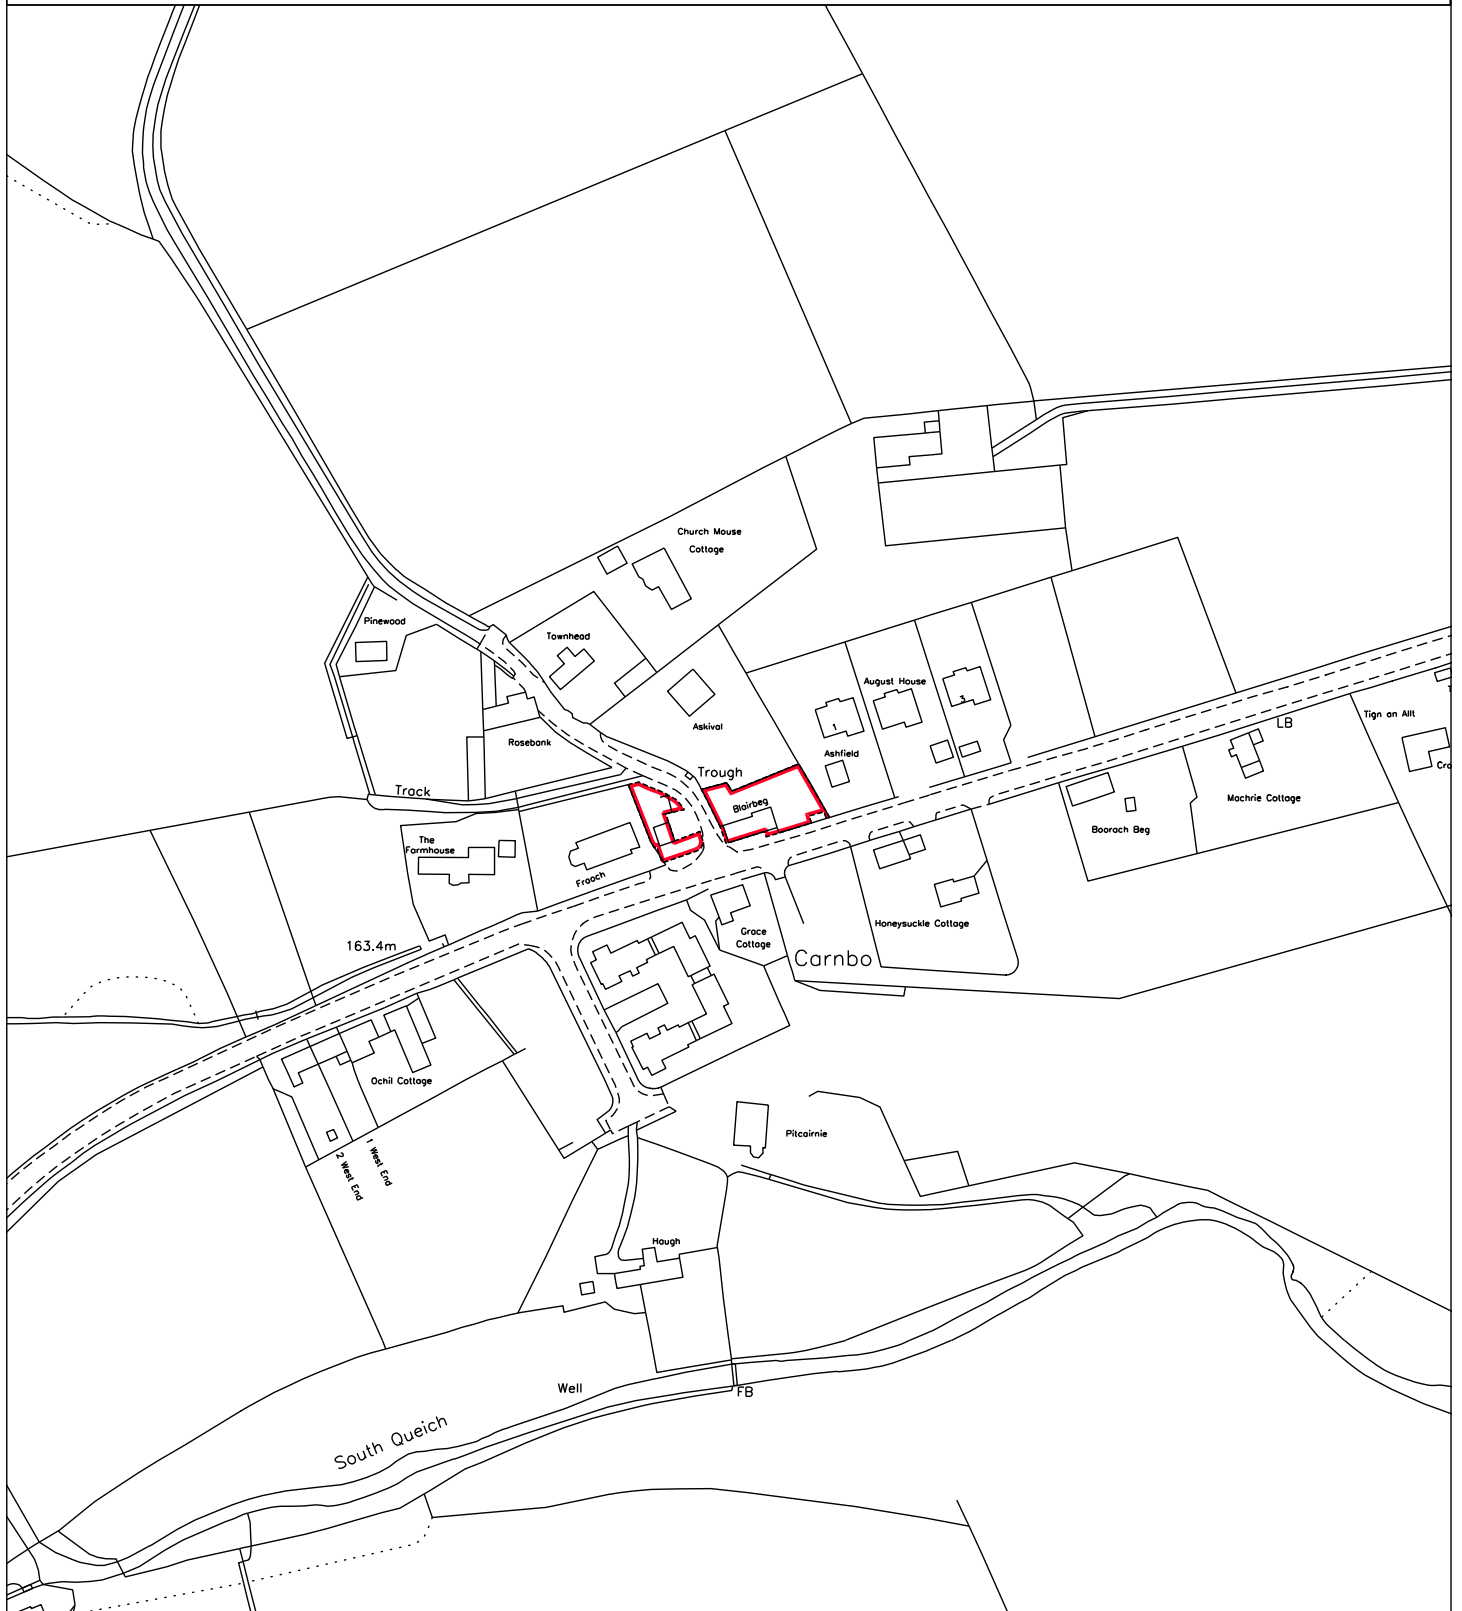 Church Mouse
Cottage
Pinewood
Townhead
August House
3
1
Askival
Tign an Allt
LB
Rosebank
Ashfield
Trough
Cra
Track
Machrie Cottage
Blairbeg
Boorach Beg
The
Farmhouse
Fraoch
Honeysuckle Cottage
Grace
Cottage
163.4m
Carnbo
Ochil Cottage
Pitcairnie
1 West End
2 West End
Haugh
Well
FB
South Queich